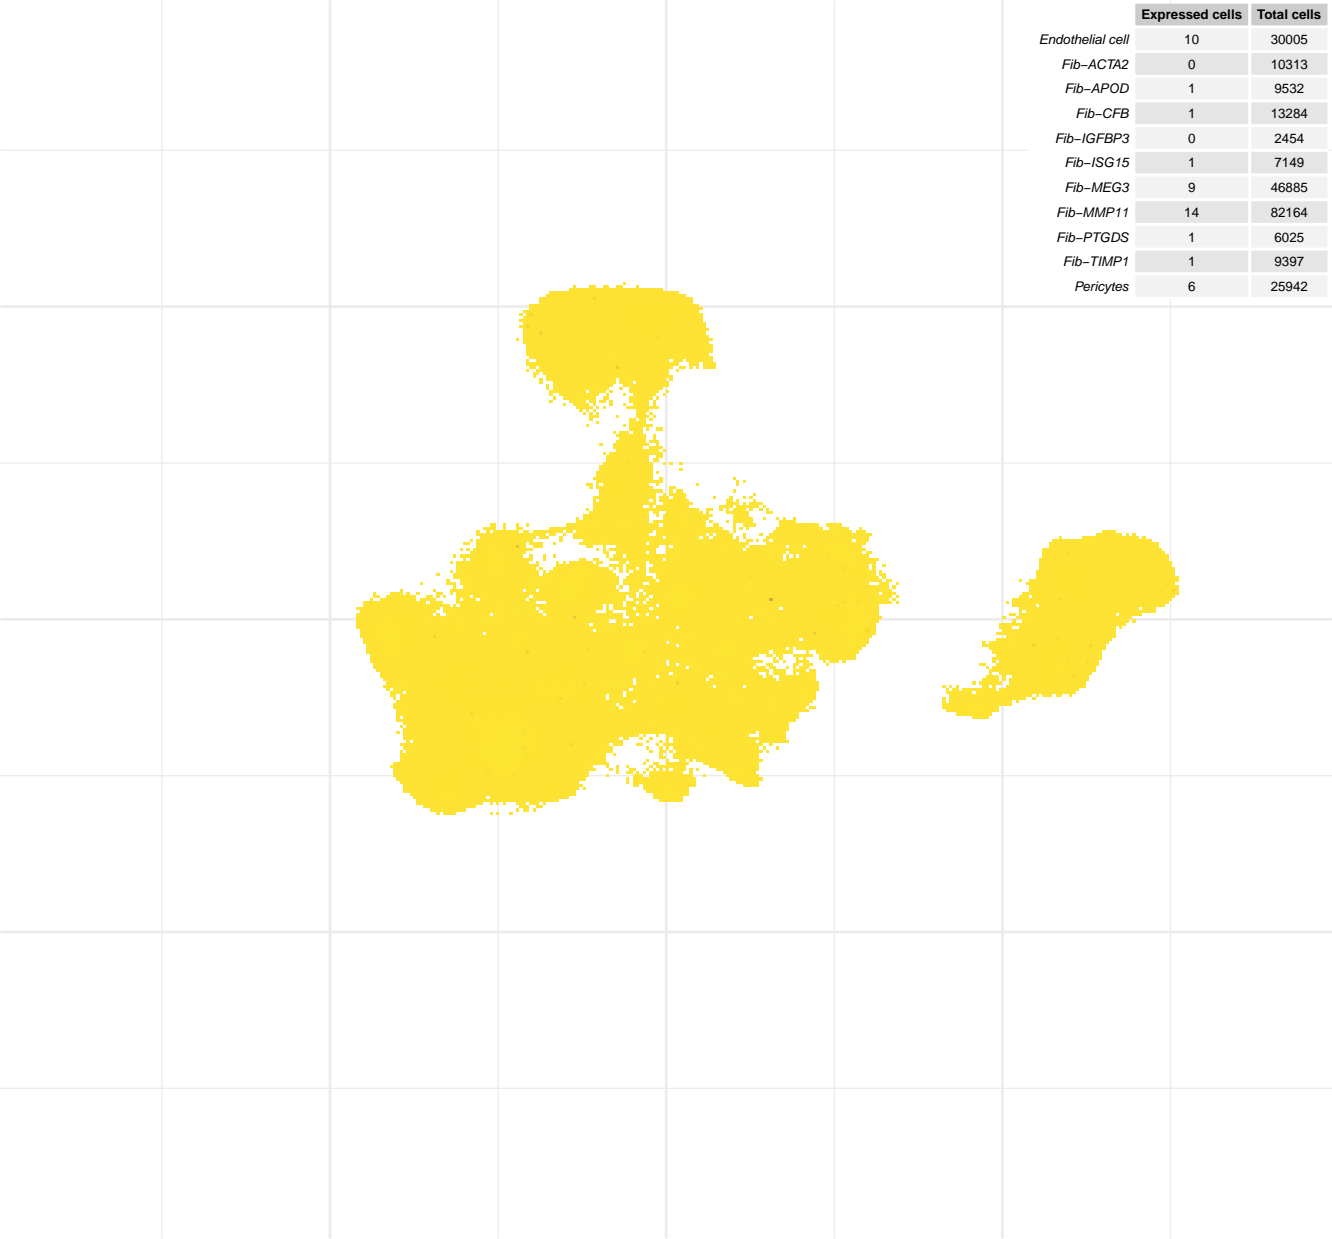 Expressed cells Total cells
Endothelial cell 10 30005
Fib−ACTA2 0 10313
Fib−APOD 1 9532
Fib−CFB 1 13284
Fib−IGFBP3 0 2454
Fib−ISG15 1 7149
Fib−MEG3 9 46885
Fib−MMP11 14 82164
Fib−PTGDS 1 6025
Fib−TIMP1 1 9397
Pericytes 6 25942